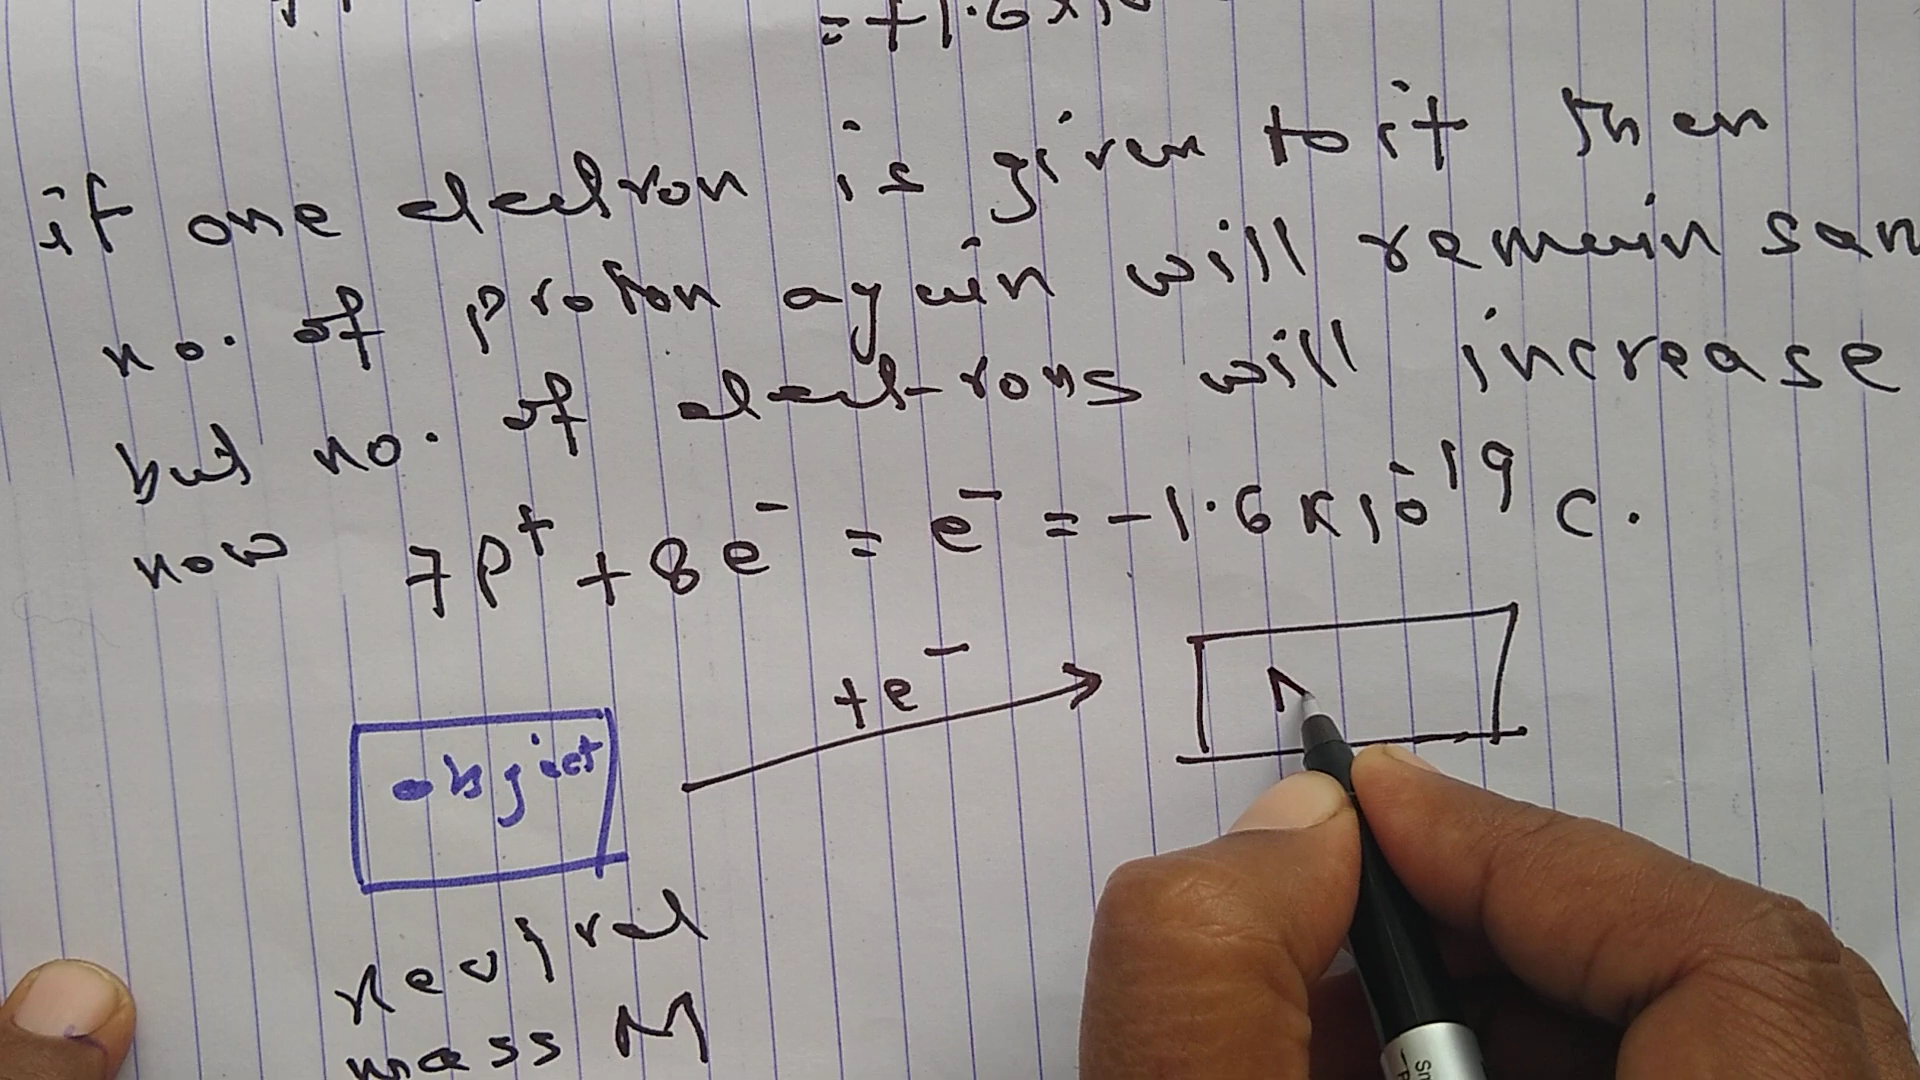 = +1.6x10
if one electron is given to it then
no. of proton again will remain sam
but no. of electrons will increase
now 7p⁺ + 8e⁻ = e⁻ = -1.6x10⁻¹⁹ C.
+e⁻
object
neutral
mass M